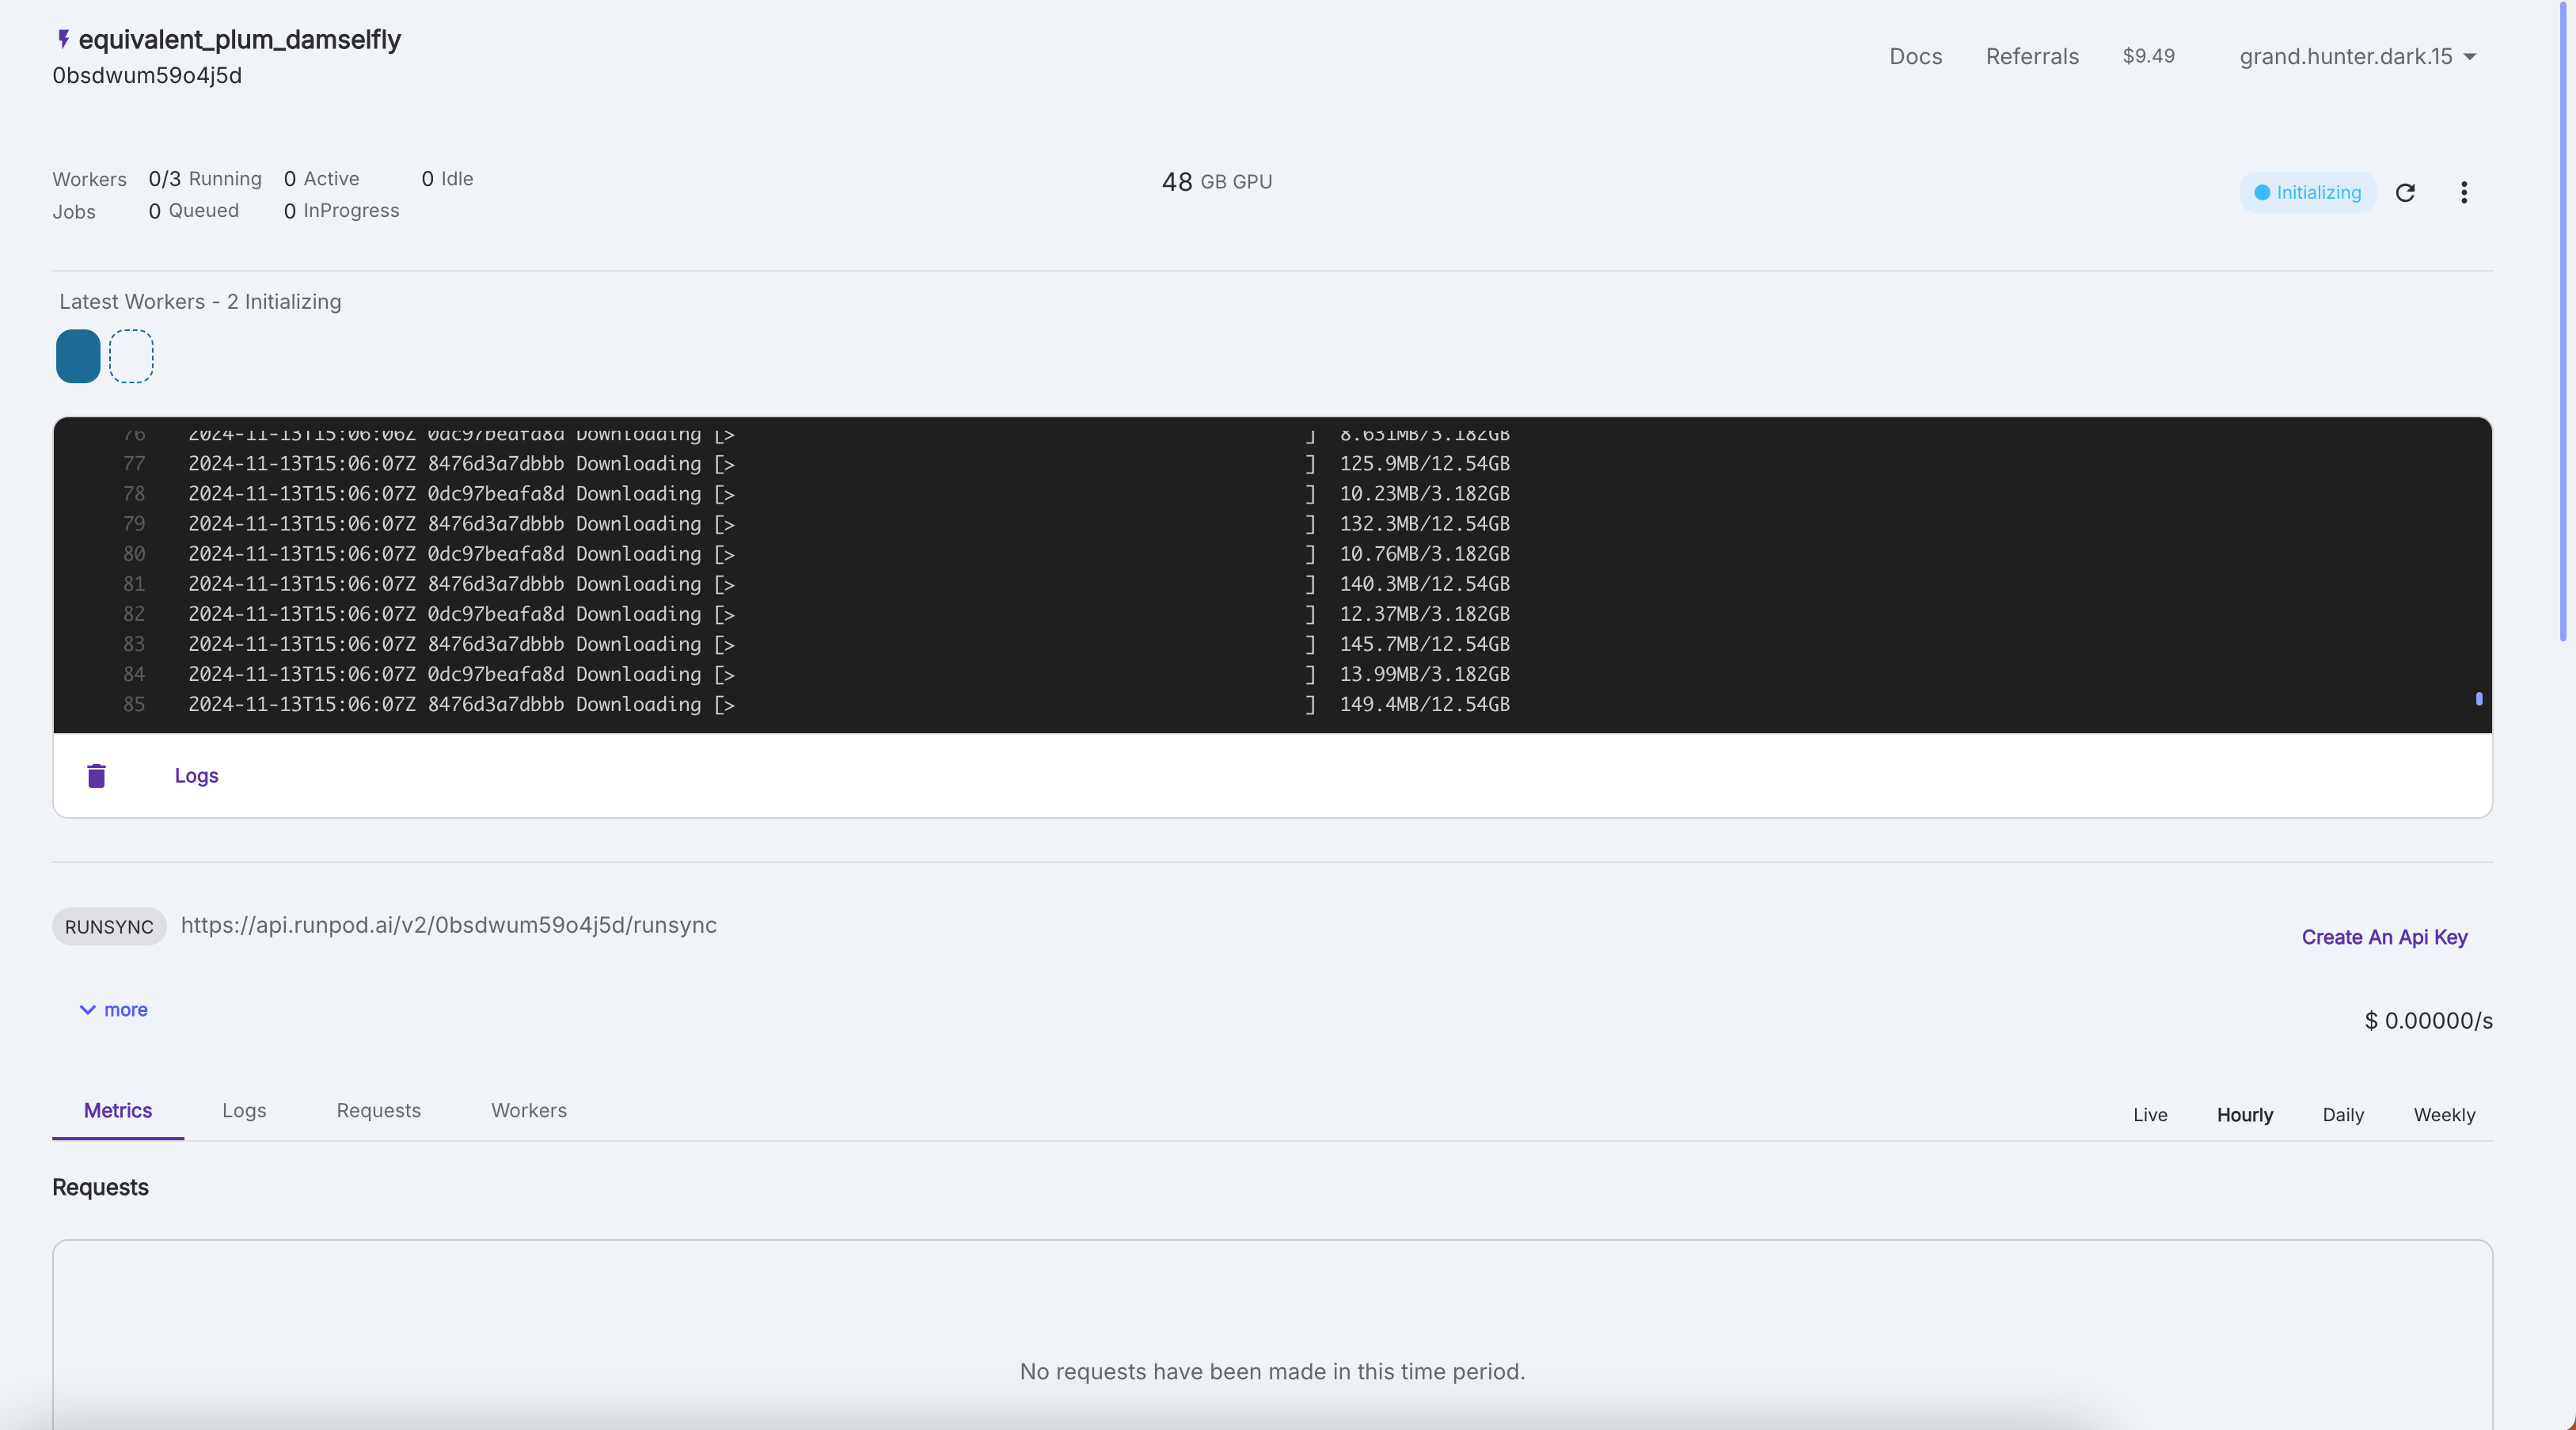 equivalent_plum_damselfly
0bsdwum59o4j5d
Docs Referrals $9.49 grand.hunter.dark.15
Workers 0/3 Running 0 Active 0 Idle
Jobs 0 Queued 0 InProgress
48 GB GPU
Initializing
Latest Workers - 2 Initializing
76 2024-11-13T15:06:06Z 0dc97beafa8d Downloading [> ] 8.631MB/3.182GB
77 2024-11-13T15:06:07Z 8476d3a7dbbb Downloading [> ] 125.9MB/12.54GB
78 2024-11-13T15:06:07Z 0dc97beafa8d Downloading [> ] 10.23MB/3.182GB
79 2024-11-13T15:06:07Z 8476d3a7dbbb Downloading [> ] 132.3MB/12.54GB
80 2024-11-13T15:06:07Z 0dc97beafa8d Downloading [> ] 10.76MB/3.182GB
81 2024-11-13T15:06:07Z 8476d3a7dbbb Downloading [> ] 140.3MB/12.54GB
82 2024-11-13T15:06:07Z 0dc97beafa8d Downloading [> ] 12.37MB/3.182GB
83 2024-11-13T15:06:07Z 8476d3a7dbbb Downloading [> ] 145.7MB/12.54GB
84 2024-11-13T15:06:07Z 0dc97beafa8d Downloading [> ] 13.99MB/3.182GB
85 2024-11-13T15:06:07Z 8476d3a7dbbb Downloading [> ] 149.4MB/12.54GB
Logs
RUNSYNC https://api.runpod.ai/v2/0bsdwum59o4j5d/runsync
Create An Api Key
more
$ 0.00000/s
Metrics Logs Requests Workers
Live Hourly Daily Weekly
Requests
No requests have been made in this time period.